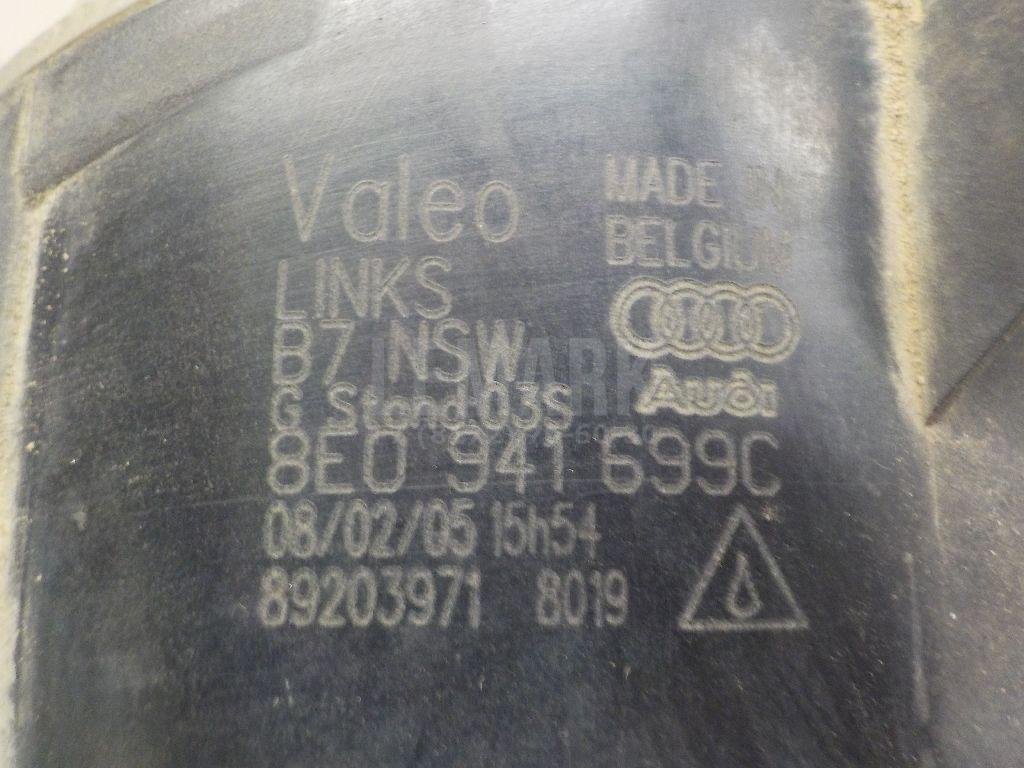 Valeo
MADE IN
BELGIUM
LINKS
B7 NSW
G Stand.03S
Audi
8E0 941 699C
08/02/05 15h54
89203971 8019